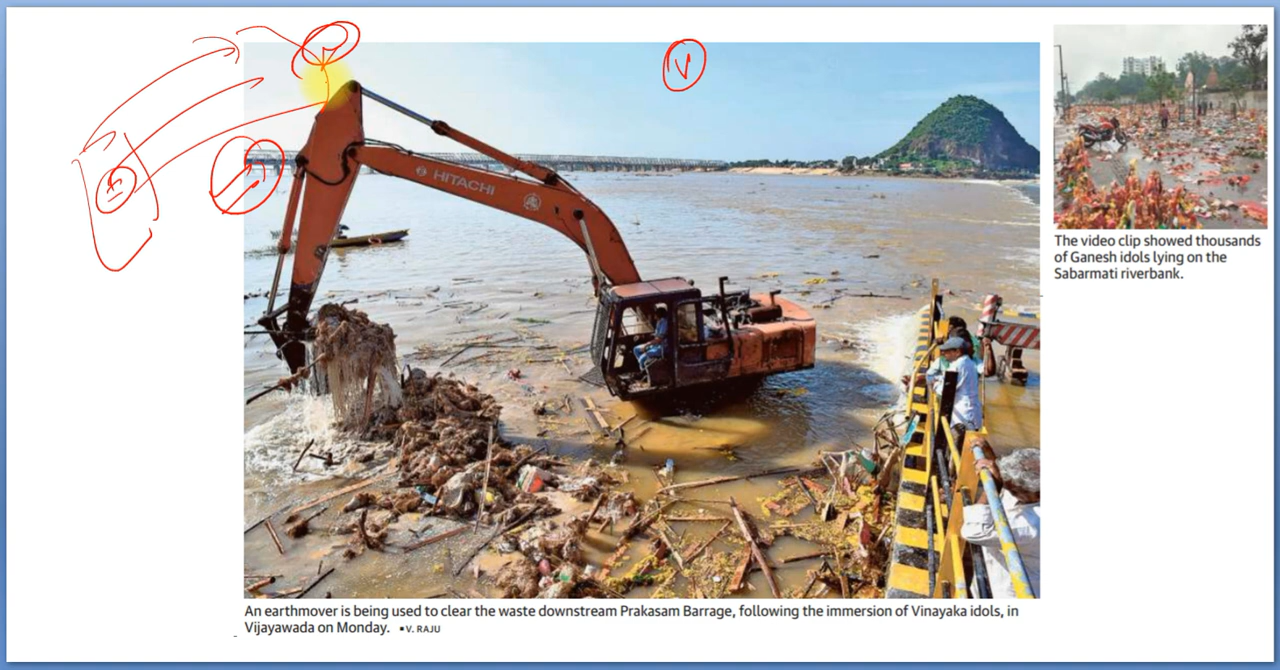 V
HITACHI
The video clip showed thousands
of Ganesh idols lying on the
Sabarmati riverbank.
An earthmover is being used to clear the waste downstream Prakasam Barrage, following the immersion of Vinayaka idols, in
Vijayawada on Monday. ▪ V. RAJU